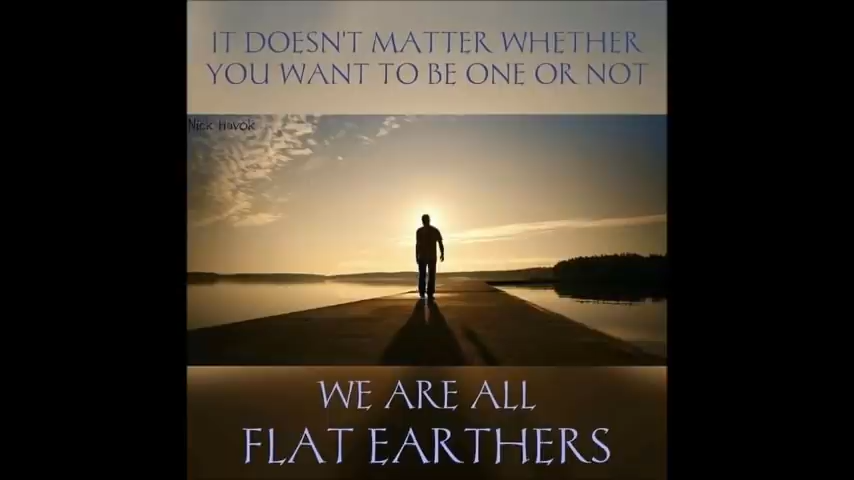 IT DOESN'T MATTER WHETHER
YOU WANT TO BE ONE OR NOT
Nick Havok
WE ARE ALL
FLAT EARTHERS